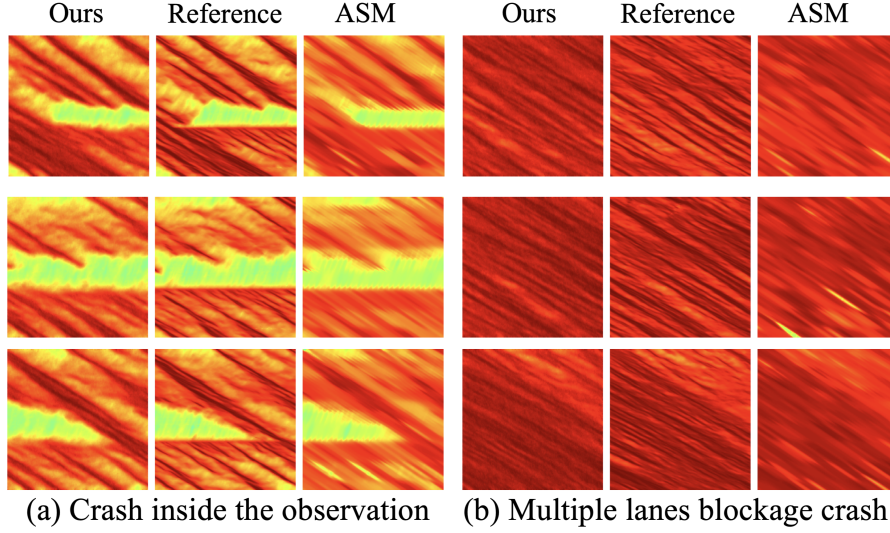 Ours Reference ASM Ours Reference ASM
(a) Crash inside the observation (b) Multiple lanes blockage crash